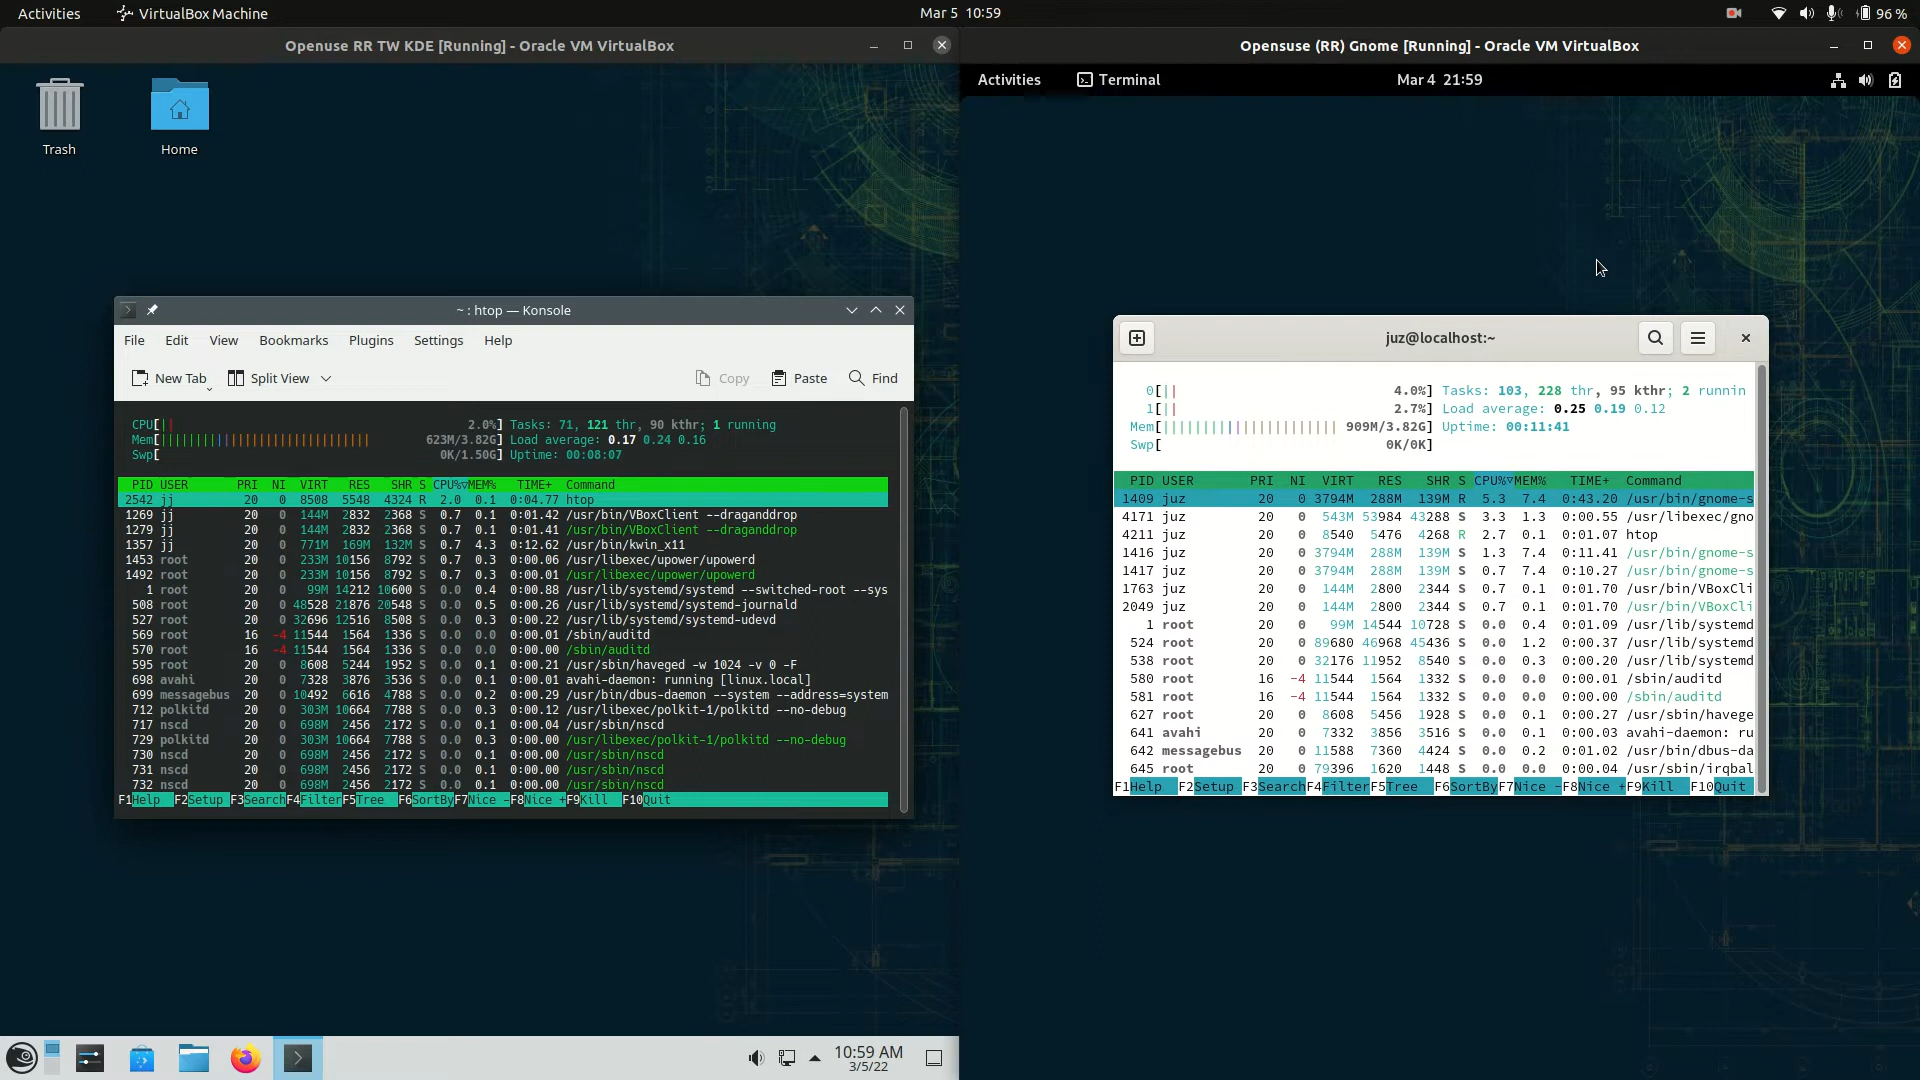 Activities VirtualBox Machine Mar 5 10:59 96 %
Openuse RR TW KDE [Running] - Oracle VM VirtualBox
Trash Home
~ : htop — Konsole
File Edit View Bookmarks Plugins Settings Help
New Tab Split View Copy Paste Find
CPU[|| 2.0%] Tasks: 71, 121 thr, 90 kthr; 1 running
Mem[||||||||||||||||||||||||||||| 623M/3.82G] Load average: 0.17 0.24 0.16
Swp[ 0K/1.50G] Uptime: 00:08:07
PID USER PRI NI VIRT RES SHR S CPU%▽MEM% TIME+ Command
2542 jj 20 0 8508 5548 4324 R 2.0 0.1 0:04.77 htop
1269 jj 20 0 144M 2832 2368 S 0.7 0.1 0:01.42 /usr/bin/VBoxClient --draganddrop
1279 jj 20 0 144M 2832 2368 S 0.7 0.1 0:01.41 /usr/bin/VBoxClient --draganddrop
1357 jj 20 0 771M 169M 132M S 0.7 4.3 0:12.62 /usr/bin/kwin_x11
1453 root 20 0 233M 10156 8792 S 0.7 0.3 0:00.06 /usr/libexec/upower/upowerd
1492 root 20 0 233M 10156 8792 S 0.7 0.3 0:00.01 /usr/libexec/upower/upowerd
1 root 20 0 99M 14212 10600 S 0.0 0.4 0:00.88 /usr/lib/systemd/systemd --switched-root --sys
508 root 20 0 48528 21876 20548 S 0.0 0.5 0:00.26 /usr/lib/systemd/systemd-journald
527 root 20 0 32696 12516 8508 S 0.0 0.3 0:00.22 /usr/lib/systemd/systemd-udevd
569 root 16 -4 11544 1564 1336 S 0.0 0.0 0:00.01 /sbin/auditd
570 root 16 -4 11544 1564 1336 S 0.0 0.0 0:00.00 /sbin/auditd
595 root 20 0 8608 5244 1952 S 0.0 0.1 0:00.21 /usr/sbin/haveged -w 1024 -v 0 -F
698 avahi 20 0 7328 3876 3536 S 0.0 0.1 0:00.01 avahi-daemon: running [linux.local]
699 messagebus 20 0 10492 6616 4788 S 0.0 0.2 0:00.29 /usr/bin/dbus-daemon --system --address=system
712 polkitd 20 0 303M 10664 7788 S 0.0 0.3 0:00.12 /usr/libexec/polkit-1/polkitd --no-debug
717 nscd 20 0 698M 2456 2172 S 0.0 0.1 0:00.04 /usr/sbin/nscd
729 polkitd 20 0 303M 10664 7788 S 0.0 0.3 0:00.00 /usr/libexec/polkit-1/polkitd --no-debug
730 nscd 20 0 698M 2456 2172 S 0.0 0.1 0:00.00 /usr/sbin/nscd
731 nscd 20 0 698M 2456 2172 S 0.0 0.1 0:00.00 /usr/sbin/nscd
732 nscd 20 0 698M 2456 2172 S 0.0 0.1 0:00.00 /usr/sbin/nscd
F1Help F2Setup F3SearchF4FilterF5Tree F6SortByF7Nice -F8Nice +F9Kill F10Quit
10:59 AM
3/5/22
Opensuse (RR) Gnome [Running] - Oracle VM VirtualBox
Activities Terminal Mar 4 21:59
juz@localhost:~
0[|| 4.0%] Tasks: 103, 228 thr, 95 kthr; 2 runnin
1[|| 2.7%] Load average: 0.25 0.19 0.12
Mem[|||||||||||||||||||||| 909M/3.82G] Uptime: 00:11:41
Swp[ 0K/0K]
PID USER PRI NI VIRT RES SHR S CPU%▽MEM% TIME+ Command
1409 juz 20 0 3794M 288M 139M R 5.3 7.4 0:43.20 /usr/bin/gnome-s
4171 juz 20 0 543M 53984 43288 S 3.3 1.3 0:00.55 /usr/libexec/gno
4211 juz 20 0 8540 5476 4268 R 2.7 0.1 0:01.07 htop
1416 juz 20 0 3794M 288M 139M S 1.3 7.4 0:11.41 /usr/bin/gnome-s
1417 juz 20 0 3794M 288M 139M S 0.7 7.4 0:10.27 /usr/bin/gnome-s
1763 juz 20 0 144M 2800 2344 S 0.7 0.1 0:01.70 /usr/bin/VBoxCli
2049 juz 20 0 144M 2800 2344 S 0.7 0.1 0:01.70 /usr/bin/VBoxCli
1 root 20 0 99M 14544 10728 S 0.0 0.4 0:01.09 /usr/lib/systemd
524 root 20 0 89680 46968 45436 S 0.0 1.2 0:00.37 /usr/lib/systemd
538 root 20 0 32176 11952 8540 S 0.0 0.3 0:00.20 /usr/lib/systemd
580 root 16 -4 11544 1564 1332 S 0.0 0.0 0:00.01 /sbin/auditd
581 root 16 -4 11544 1564 1332 S 0.0 0.0 0:00.00 /sbin/auditd
627 root 20 0 8608 5456 1928 S 0.0 0.1 0:00.27 /usr/sbin/havege
641 avahi 20 0 7332 3856 3516 S 0.0 0.1 0:00.03 avahi-daemon: ru
642 messagebus 20 0 11588 7360 4424 S 0.0 0.2 0:01.02 /usr/bin/dbus-da
645 root 20 0 79396 1620 1448 S 0.0 0.0 0:00.04 /usr/sbin/irqbal
F1Help F2Setup F3SearchF4FilterF5Tree F6SortByF7Nice -F8Nice +F9Kill F10Quit